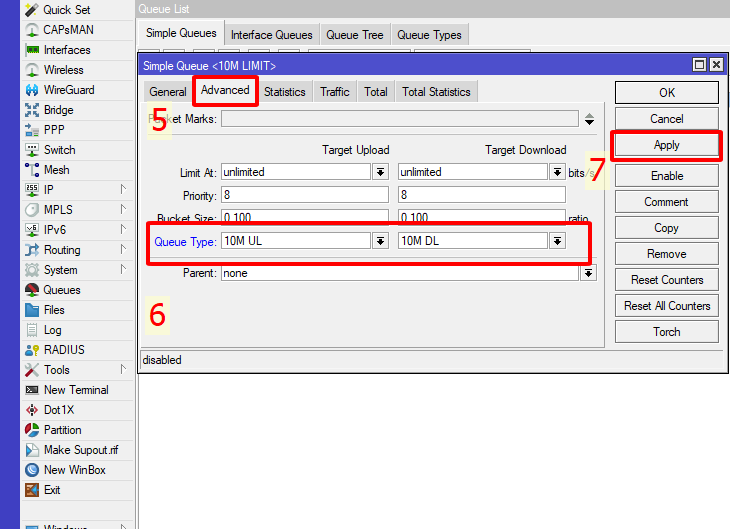 Quick Set
CAPsMAN
Interfaces
Wireless
WireGuard
Bridge
PPP
Switch
Mesh
IP
MPLS
IPv6
Routing
System
Queues
Files
Log
RADIUS
Tools
New Terminal
Dot1X
Partition
Make Supout.rif
New WinBox
Exit
Windows
Queue List
Simple Queues Interface Queues Queue Tree Queue Types
Simple Queue <10M LIMIT>
General Advanced Statistics Traffic Total Total Statistics
5
Packet Marks:
Target Upload Target Download
Limit At: unlimited unlimited bits/s
Priority: 8 8
Bucket Size: 0.100 0.100 ratio
Queue Type: 10M UL 10M DL
Parent: none
6
disabled
OK
Cancel
Apply
7
Enable
Comment
Copy
Remove
Reset Counters
Reset All Counters
Torch